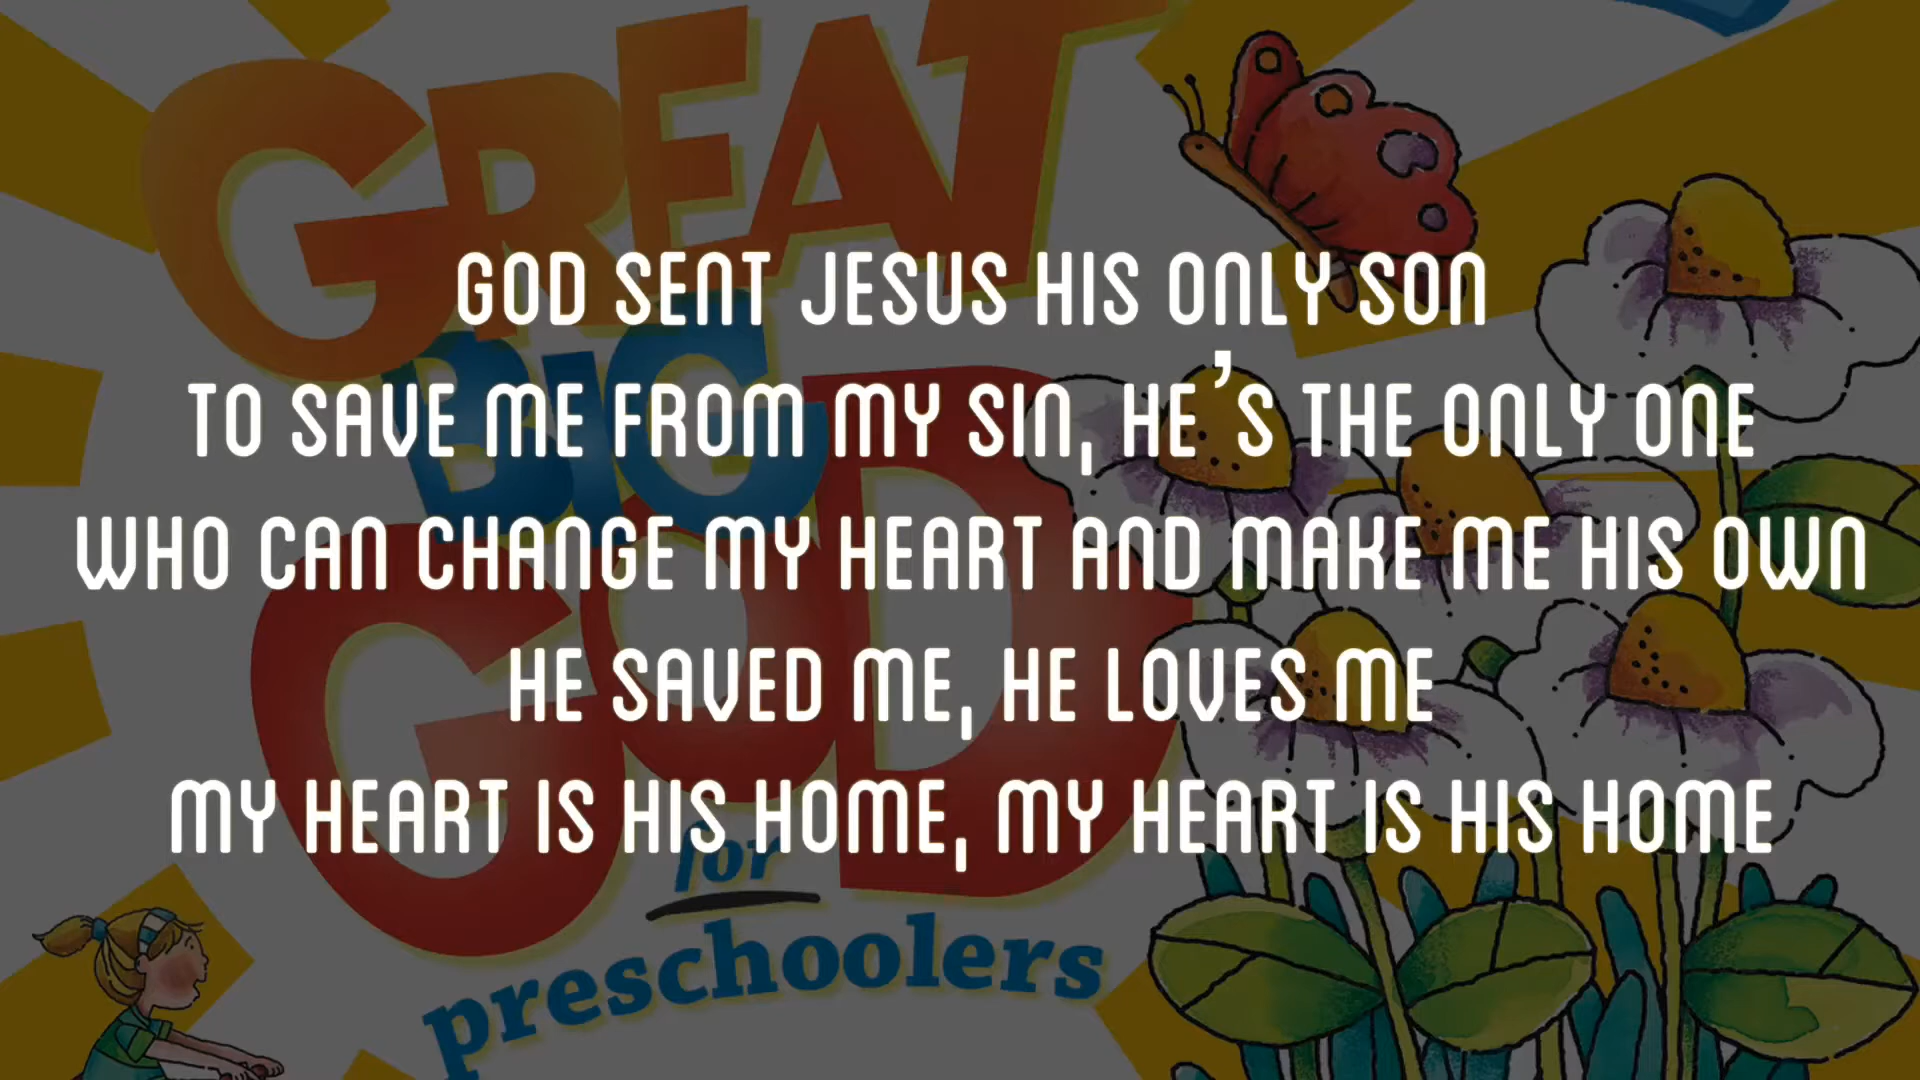 GREAT
BIG
GOD
for
preschoolers
GOD SENT JESUS HIS ONLY SON
TO SAVE ME FROM MY SIN, HE'S THE ONLY ONE
WHO CAN CHANGE MY HEART AND MAKE ME HIS OWN
HE SAVED ME, HE LOVES ME
MY HEART IS HIS HOME, MY HEART IS HIS HOME